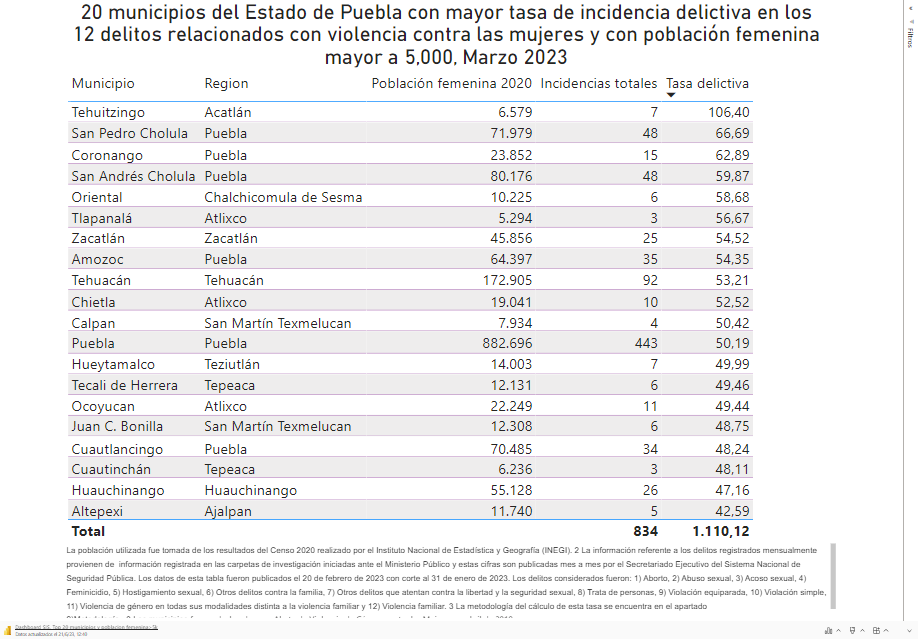 20 municipios del Estado de Puebla con mayor tasa de incidencia delictiva en los
12 delitos relacionados con violencia contra las mujeres y con población femenina
mayor a 5,000, Marzo 2023
Filtros
Municipio Region Población femenina 2020 Incidencias totales Tasa delictiva
Tehuitzingo Acatlán 6.579 7 106,40
San Pedro Cholula Puebla 71.979 48 66,69
Coronango Puebla 23.852 15 62,89
San Andrés Cholula Puebla 80.176 48 59,87
Oriental Chalchicomula de Sesma 10.225 6 58,68
Tlapanalá Atlixco 5.294 3 56,67
Zacatlán Zacatlán 45.856 25 54,52
Amozoc Puebla 64.397 35 54,35
Tehuacán Tehuacán 172.905 92 53,21
Chietla Atlixco 19.041 10 52,52
Calpan San Martín Texmelucan 7.934 4 50,42
Puebla Puebla 882.696 443 50,19
Hueytamalco Teziutlán 14.003 7 49,99
Tecali de Herrera Tepeaca 12.131 6 49,46
Ocoyucan Atlixco 22.249 11 49,44
Juan C. Bonilla San Martín Texmelucan 12.308 6 48,75
Cuautlancingo Puebla 70.485 34 48,24
Cuautinchán Tepeaca 6.236 3 48,11
Huauchinango Huauchinango 55.128 26 47,16
Altepexi Ajalpan 11.740 5 42,59
Total 834 1.110,12
La población utilizada fue tomada de los resultados del Censo 2020 realizado por el Instituto Nacional de Estadística y Geografía (INEGI). 2 La información referente a los delitos registrados mensualmente
provienen de información registrada en las carpetas de investigación iniciadas ante el Ministerio Público y estas cifras son publicadas mes a mes por el Secretariado Ejecutivo del Sistema Nacional de
Seguridad Pública. Los datos de esta tabla fueron publicados el 20 de febrero de 2023 con corte al 31 de enero de 2023. Los delitos considerados fueron: 1) Aborto, 2) Abuso sexual, 3) Acoso sexual, 4)
Feminicidio, 5) Hostigamiento sexual, 6) Otros delitos contra la familia, 7) Otros delitos que atentan contra la libertad y la seguridad sexual, 8) Trata de personas, 9) Violación equiparada, 10) Violación simple,
11) Violencia de género en todas sus modalidades distinta a la violencia familiar y 12) Violencia familiar. 3 La metodología del cálculo de esta tasa se encuentra en el apartado